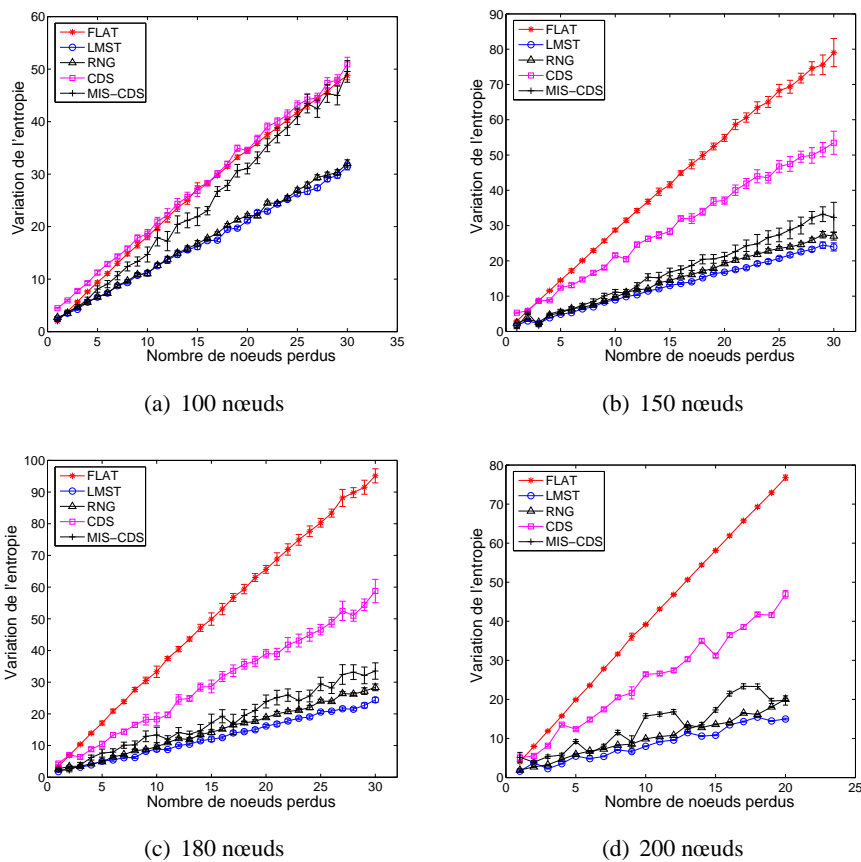 60
50
40
30
20
10
0
0 5 10 15 20 25 30 35
Variation de l'entropie
Nombre de noeuds perdus
FLAT
LMST
RNG
CDS
MIS−CDS
(a) 100 nœuds
90
80
70
60
50
40
30
20
10
0
0 5 10 15 20 25 30
Variation de l'entropie
Nombre de noeuds perdus
FLAT
LMST
RNG
CDS
MIS−CDS
(b) 150 nœuds
100
90
80
70
60
50
40
30
20
10
0
0 5 10 15 20 25 30
Variation de l'entropie
Nombre de noeuds perdus
FLAT
LMST
RNG
CDS
MIS−CDS
(c) 180 nœuds
80
70
60
50
40
30
20
10
0
0 5 10 15 20 25
Variation de l'entropie
Nombre de noeuds perdus
FLAT
LMST
RNG
CDS
MIS−CDS
(d) 200 nœuds